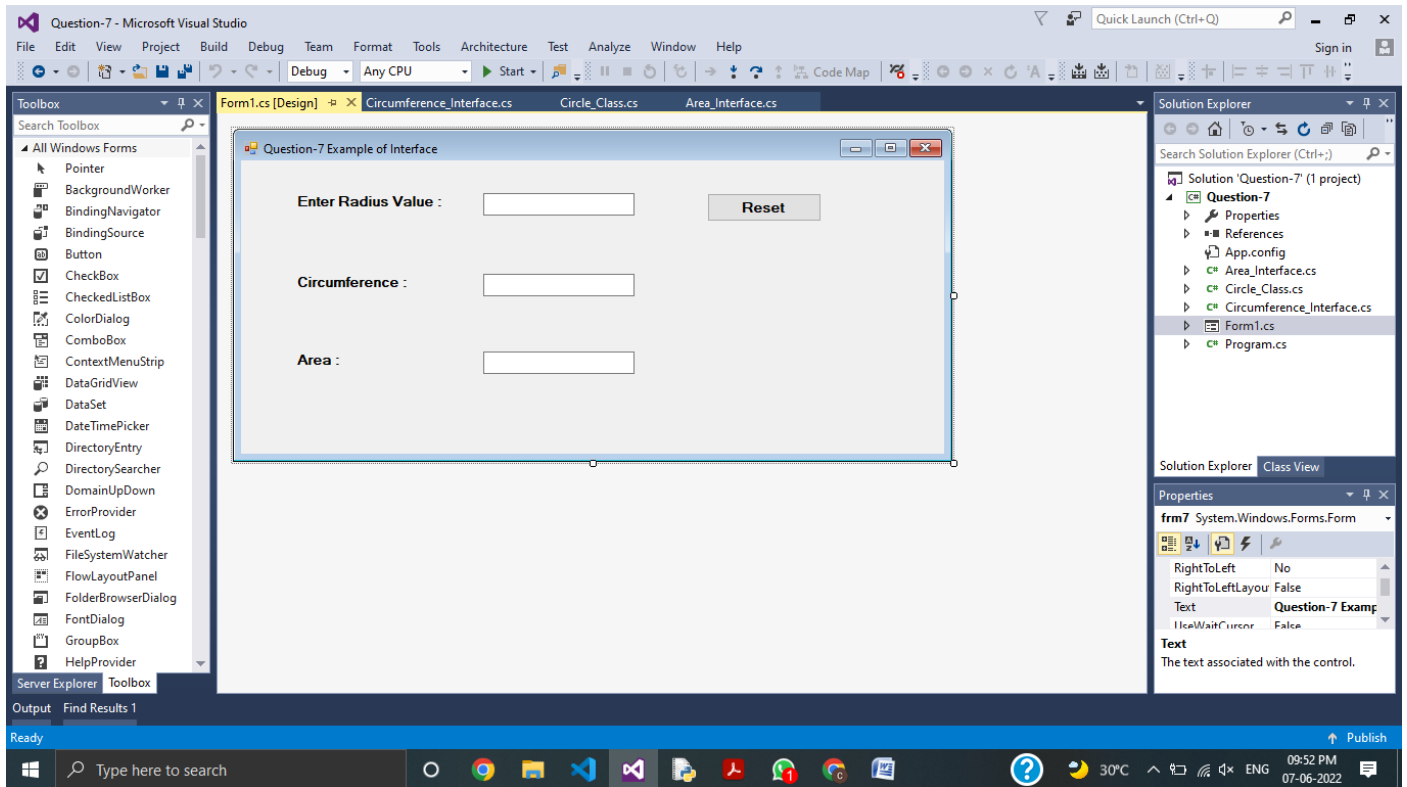 Question-7 - Microsoft Visual Studio
Quick Launch (Ctrl+Q)
File Edit View Project Build Debug Team Format Tools Architecture Test Analyze Window Help
Sign in
Debug Any CPU Start Code Map
Toolbox
Search Toolbox
All Windows Forms
Pointer
BackgroundWorker
BindingNavigator
BindingSource
Button
CheckBox
CheckedListBox
ColorDialog
ComboBox
ContextMenuStrip
DataGridView
DataSet
DateTimePicker
DirectoryEntry
DirectorySearcher
DomainUpDown
ErrorProvider
EventLog
FileSystemWatcher
FlowLayoutPanel
FolderBrowserDialog
FontDialog
GroupBox
HelpProvider
Server Explorer Toolbox
Form1.cs [Design] Circumference_Interface.cs Circle_Class.cs Area_Interface.cs
Question-7 Example of Interface
Enter Radius Value :
Reset
Circumference :
Area :
Solution Explorer
Search Solution Explorer (Ctrl+;)
Solution 'Question-7' (1 project)
C# Question-7
Properties
References
App.config
C# Area_Interface.cs
C# Circle_Class.cs
C# Circumference_Interface.cs
Form1.cs
C# Program.cs
Solution Explorer Class View
Properties
frm7 System.Windows.Forms.Form
RightToLeft No
RightToLeftLayou False
Text Question-7 Examp
UseWaitCursor False
Text
The text associated with the control.
Output Find Results 1
Ready
Publish
Type here to search
30°C
ENG
09:52 PM
07-06-2022